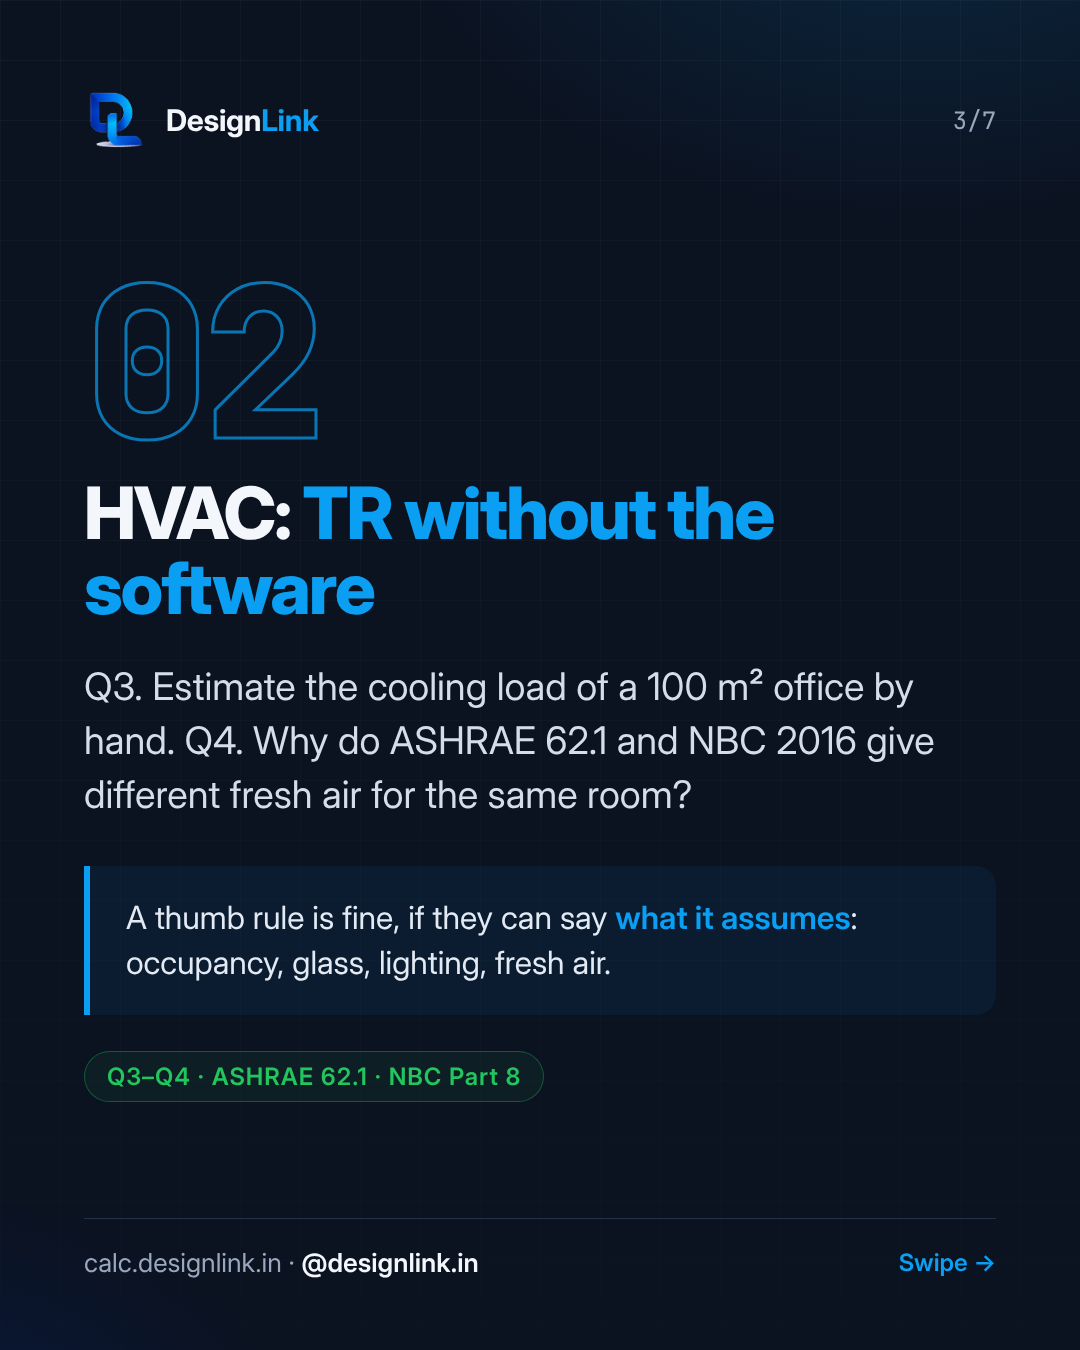 DesignLink
3/7
02
HVAC: TR without the
software
Q3. Estimate the cooling load of a 100 m² office by
hand. Q4. Why do ASHRAE 62.1 and NBC 2016 give
different fresh air for the same room?
A thumb rule is fine, if they can say what it assumes:
occupancy, glass, lighting, fresh air.
Q3–Q4 · ASHRAE 62.1 · NBC Part 8
calc.designlink.in · @designlink.in
Swipe →